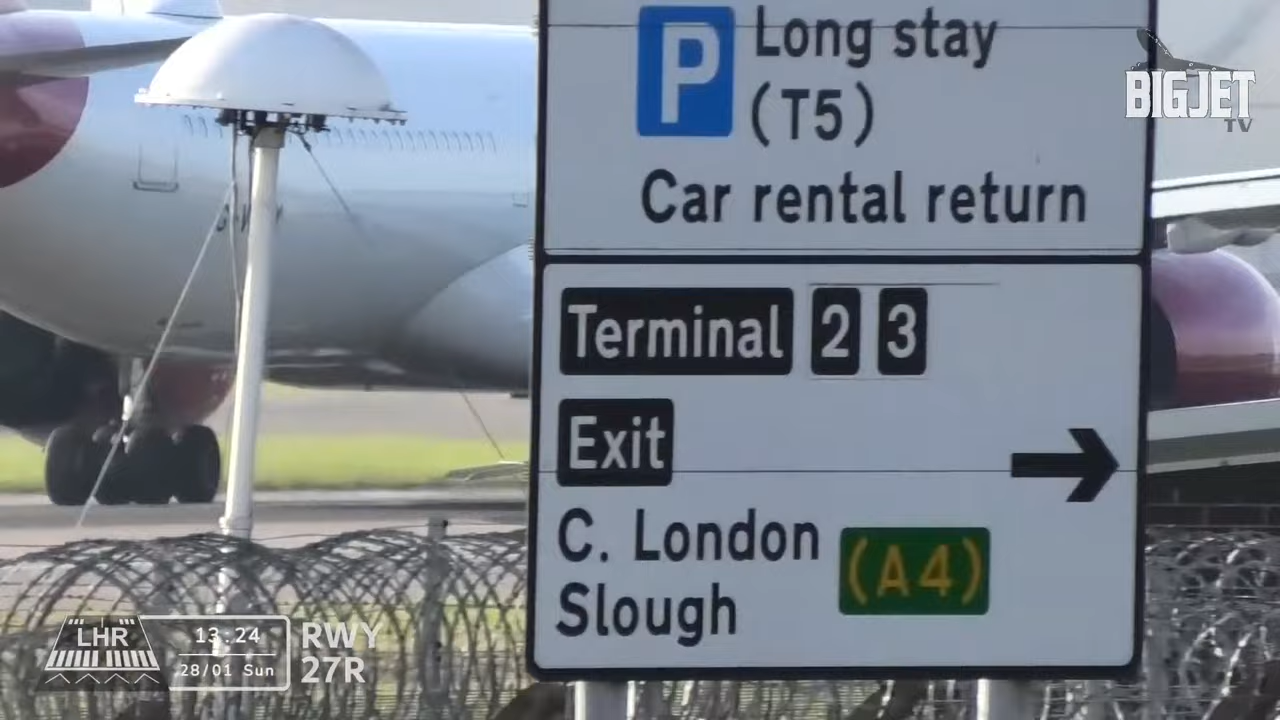 P Long stay
(T5)
Car rental return
Terminal 2 3
Exit
C. London
Slough
(A4)
BIGJET
TV
LHR
13:24
28/01 Sun
RWY
27R